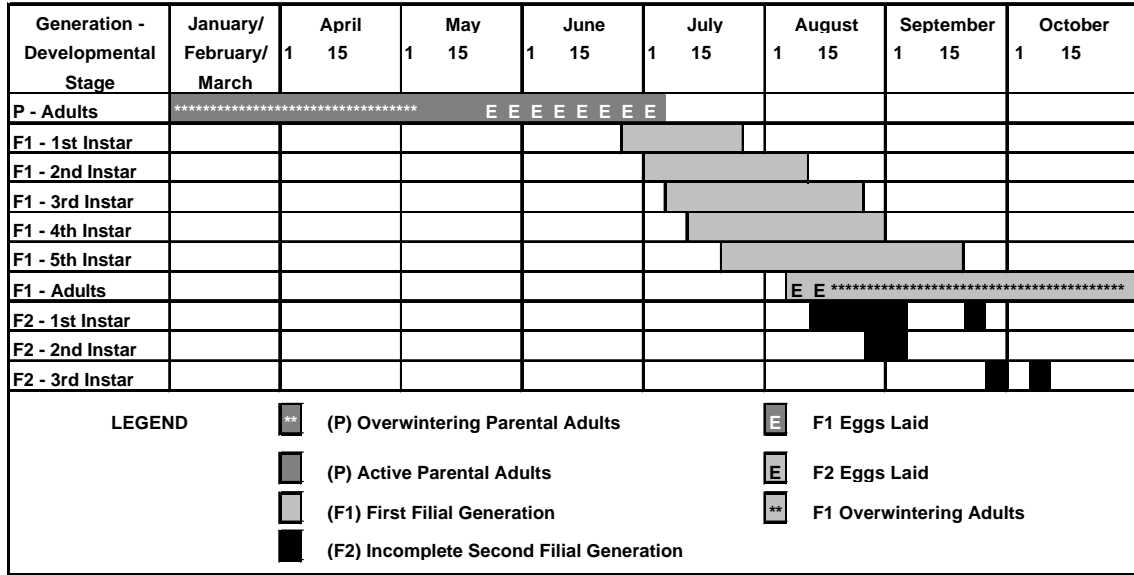 Generation - January/ April May June July August September October
Developmental February/ 1 15 1 15 1 15 1 15 1 15 1 15 1 15
Stage March
P - Adults ********************************** E E E E E E E E
F1 - 1st Instar
F1 - 2nd Instar
F1 - 3rd Instar
F1 - 4th Instar
F1 - 5th Instar
F1 - Adults E E *****************************************
F2 - 1st Instar
F2 - 2nd Instar
F2 - 3rd Instar
LEGEND ** (P) Overwintering Parental Adults E F1 Eggs Laid
(P) Active Parental Adults E F2 Eggs Laid
(F1) First Filial Generation ** F1 Overwintering Adults
(F2) Incomplete Second Filial Generation